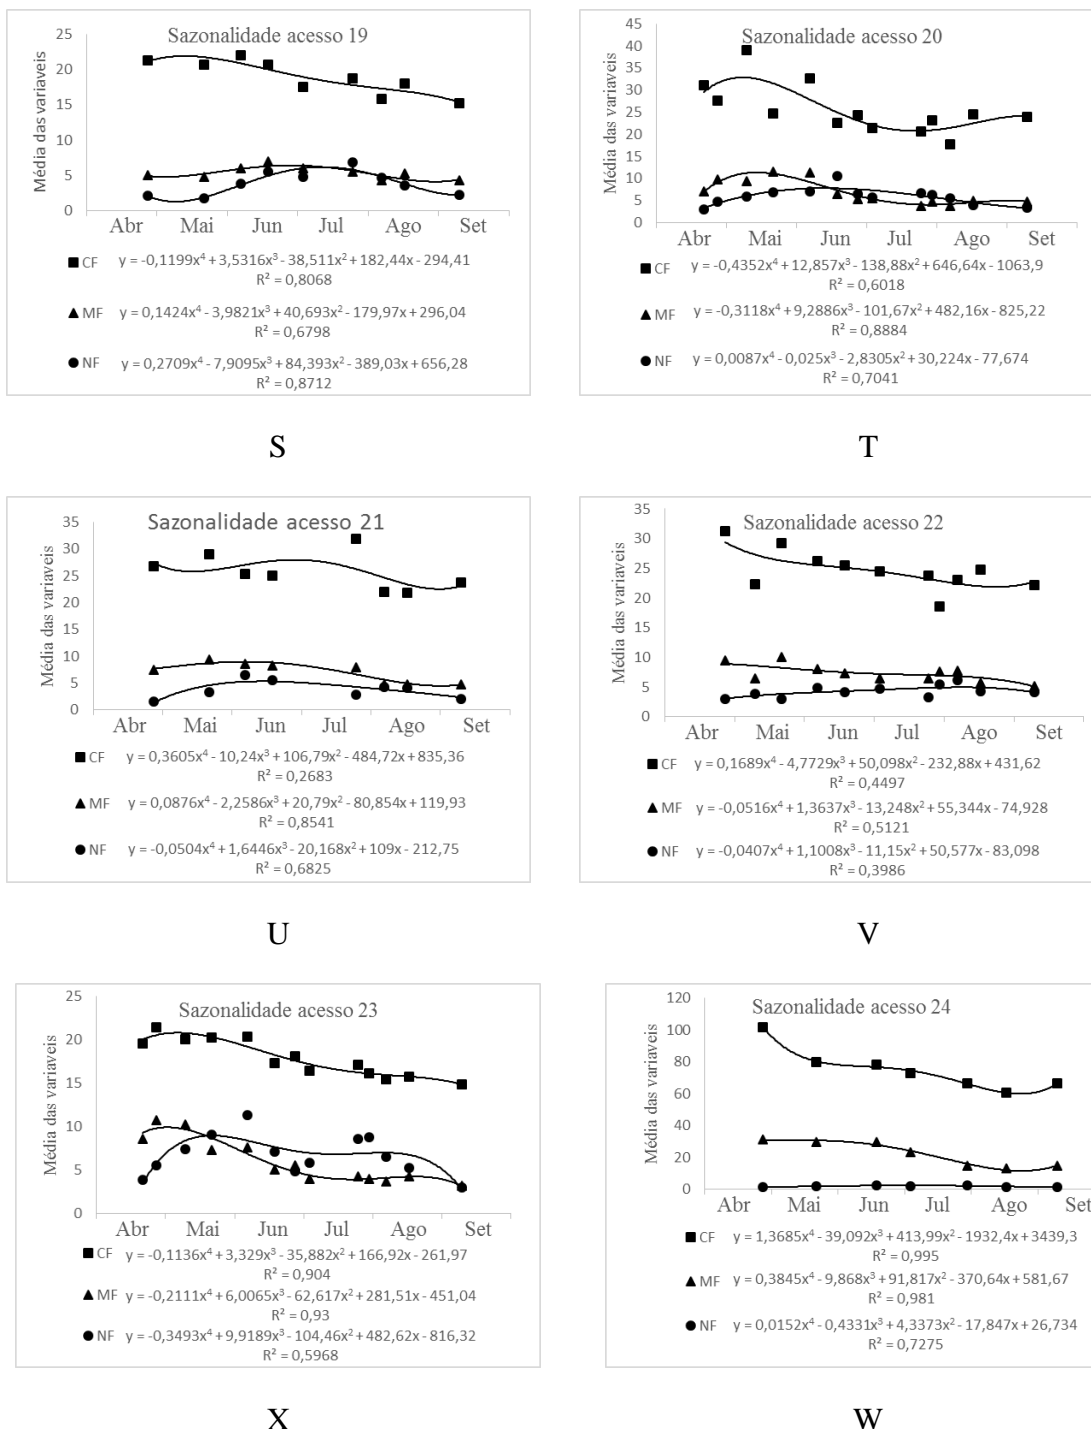 Sazonalidade acesso 19
Média das variaveis
25
20
15
10
5
0
Abr Mai Jun Jul Ago Set
CF y = -0,1199x⁴ + 3,5316x³ - 38,511x² + 182,44x - 294,41
R² = 0,8068
MF y = 0,1424x⁴ - 3,9821x³ + 40,693x² - 179,97x + 296,04
R² = 0,6798
NF y = 0,2709x⁴ - 7,9095x³ + 84,393x² - 389,03x + 656,28
R² = 0,8712
S
Sazonalidade acesso 20
Média das variaveis
45
40
35
30
25
20
15
10
5
0
Abr Mai Jun Jul Ago Set
CF y = -0,4352x⁴ + 12,857x³ - 138,88x² + 646,64x - 1063,9
R² = 0,6018
MF y = -0,3118x⁴ + 9,2886x³ - 101,67x² + 482,16x - 825,22
R² = 0,8884
NF y = 0,0087x⁴ - 0,025x³ - 2,8305x² + 30,224x - 77,674
R² = 0,7041
T
Sazonalidade acesso 21
Média das variaveis
35
30
25
20
15
10
5
0
Abr Mai Jun Jul Ago Set
CF y = 0,3605x⁴ - 10,24x³ + 106,79x² - 484,72x + 835,36
R² = 0,2683
MF y = 0,0876x⁴ - 2,2586x³ + 20,79x² - 80,854x + 119,93
R² = 0,8541
NF y = -0,0504x⁴ + 1,6446x³ - 20,168x² + 109x - 212,75
R² = 0,6825
U
Sazonalidade acesso 22
Média das variaveis
35
30
25
20
15
10
5
0
Abr Mai Jun Jul Ago Set
CF y = 0,1689x⁴ - 4,7729x³ + 50,098x² - 232,88x + 431,62
R² = 0,4497
MF y = -0,0516x⁴ + 1,3637x³ - 13,248x² + 55,344x - 74,928
R² = 0,5121
NF y = -0,0407x⁴ + 1,1008x³ - 11,15x² + 50,577x - 83,098
R² = 0,3986
V
Sazonalidade acesso 23
Média das variaveis
25
20
15
10
5
0
Abr Mai Jun Jul Ago Set
CF y = -0,1136x⁴ + 3,329x³ - 35,882x² + 166,92x - 261,97
R² = 0,904
MF y = -0,2111x⁴ + 6,0065x³ - 62,617x² + 281,51x - 451,04
R² = 0,93
NF y = -0,3493x⁴ + 9,9189x³ - 104,46x² + 482,62x - 816,32
R² = 0,5968
X
Sazonalidade acesso 24
Média das variaveis
120
100
80
60
40
20
0
Abr Mai Jun Jul Ago Set
CF y = 1,3685x⁴ - 39,092x³ + 413,99x² - 1932,4x + 3439,3
R² = 0,995
MF y = 0,3845x⁴ - 9,868x³ + 91,817x² - 370,64x + 581,67
R² = 0,981
NF y = 0,0152x⁴ - 0,4331x³ + 4,3373x² - 17,847x + 26,734
R² = 0,7275
W